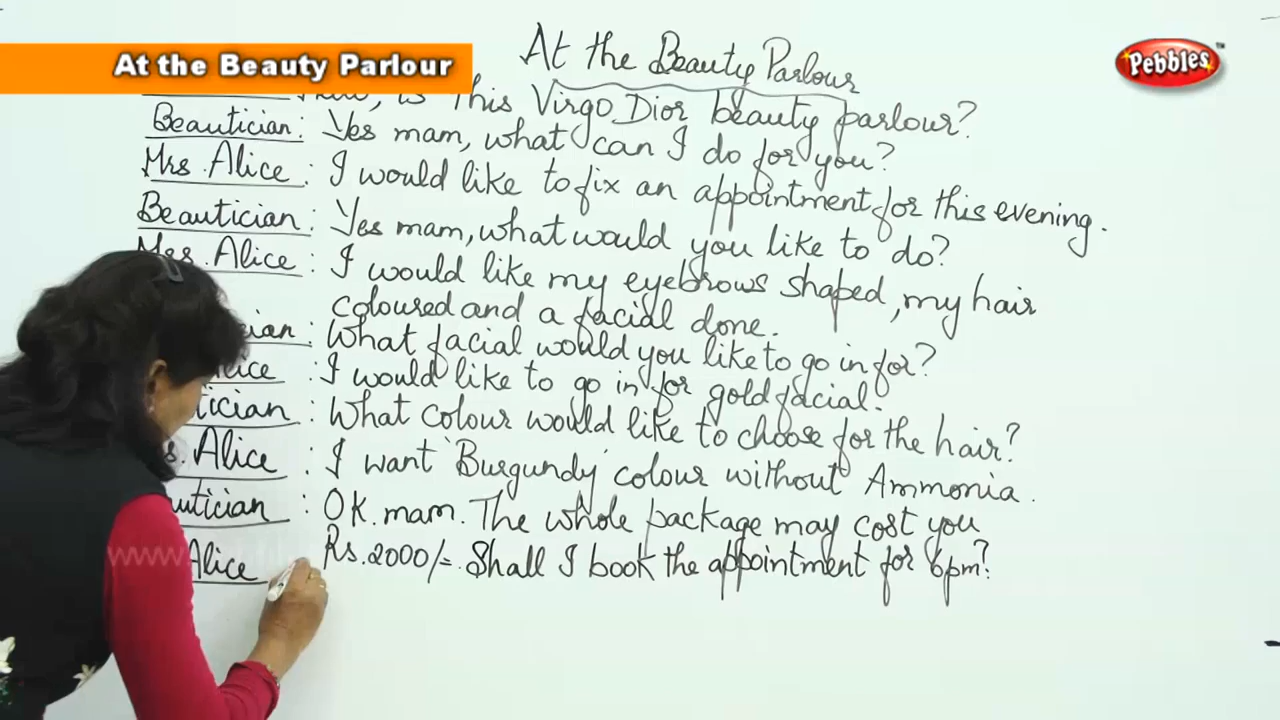 At the Beauty Parlour
At the Beauty Parlour
Pebbles
is this Virgo Dior beauty parlour?
Beautician: Yes mam, what can I do for you?
Mrs. Alice: I would like to fix an appointment for this evening.
Beautician: Yes mam, what would you like to do?
Mrs. Alice: I would like my eyebrows shaped, my hair
coloured and a facial done.
ician: What facial would you like to go in for?
Alice: I would like to go in for gold facial.
tician: What colour would like to choose for the hair?
s. Alice: I want 'Burgundy' colour without Ammonia.
utician: OK. mam. The whole package may cost you
Alice Rs. 2000/=. Shall I book the appointment for 6pm?
www.